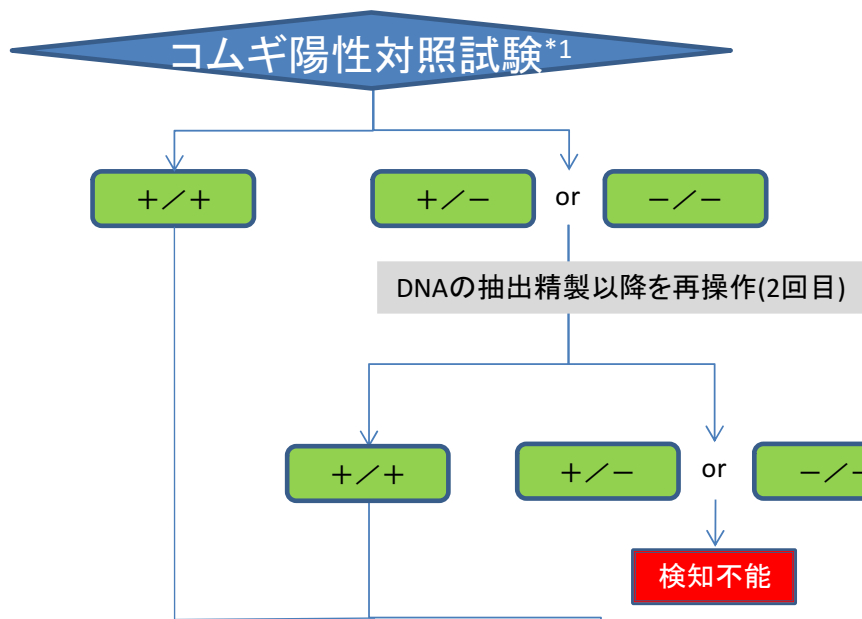 コムギ陽性対照試験*1
+/+
+/−
or
−/−
DNAの抽出精製以降を再操作(2回目)
+/+
+/−
or
−/−
検知不能